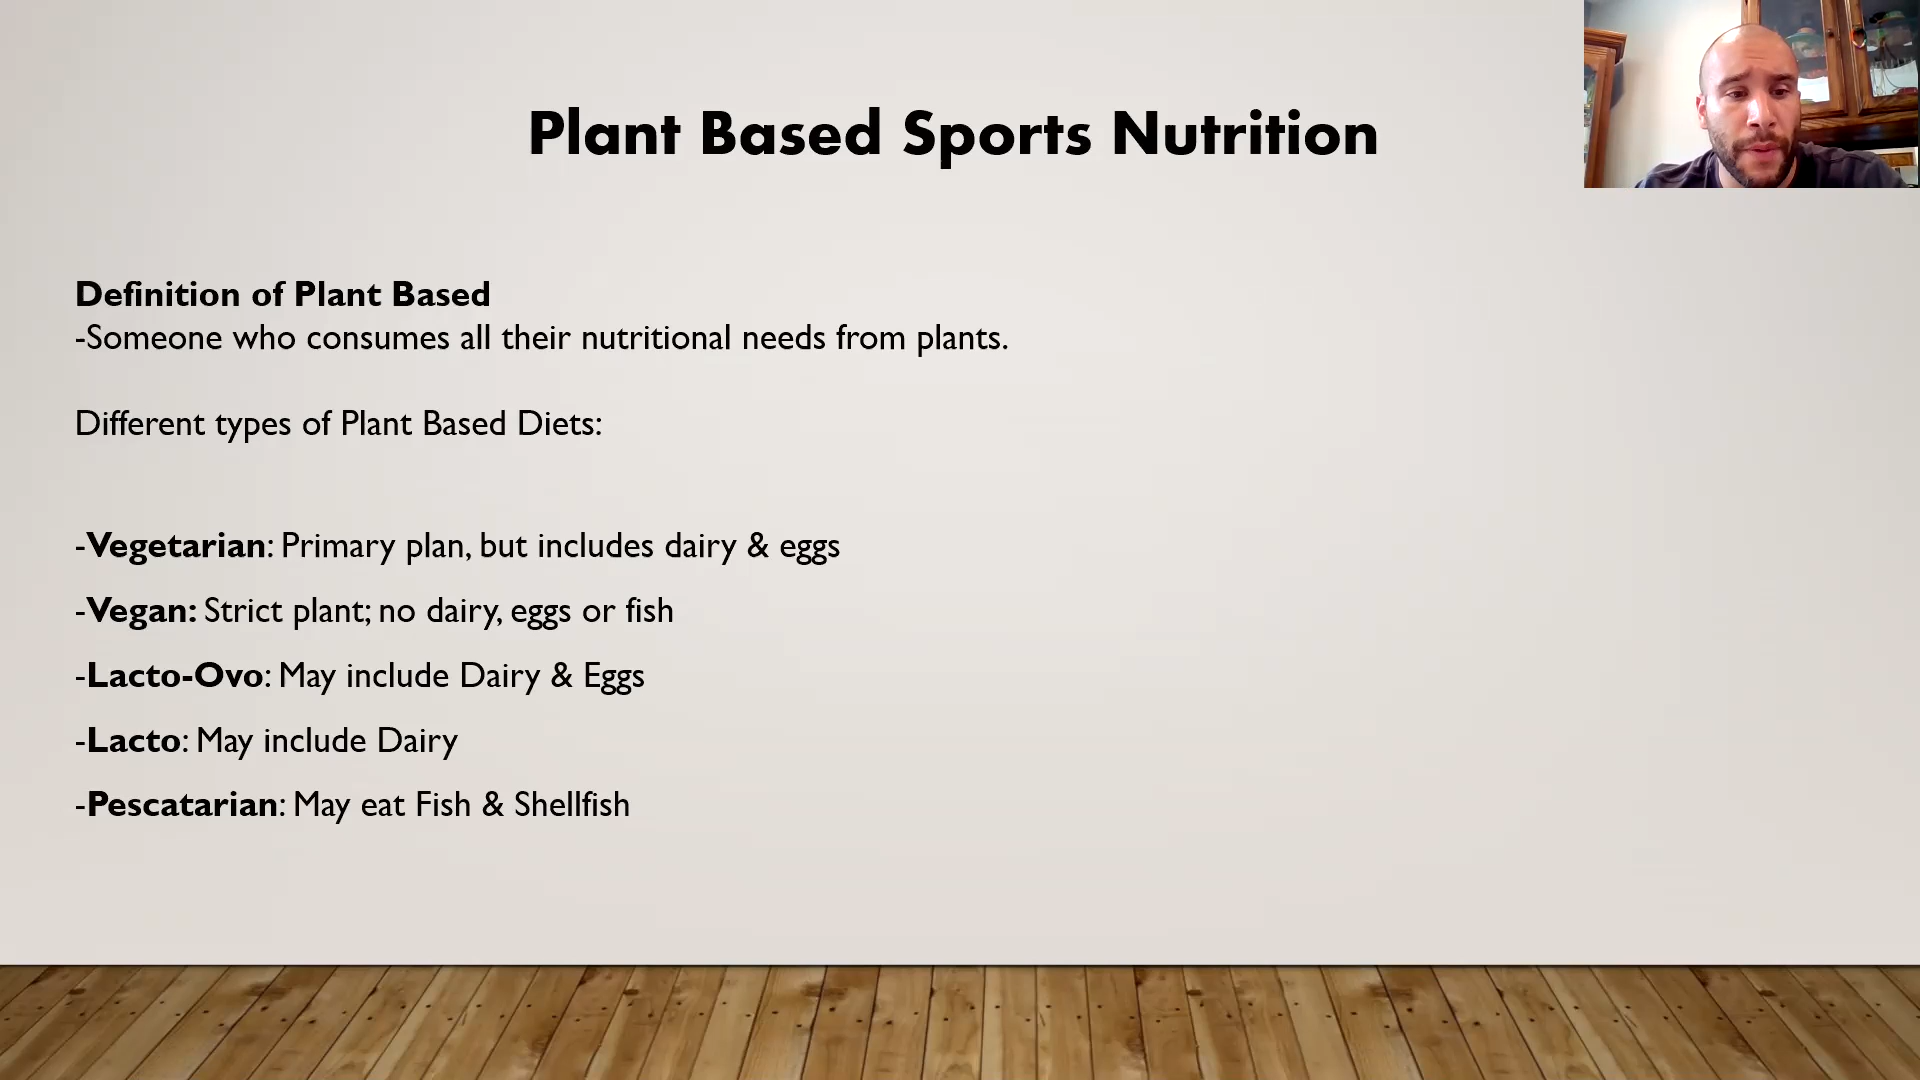 Plant Based Sports Nutrition
Definition of Plant Based
-Someone who consumes all their nutritional needs from plants.
Different types of Plant Based Diets:
-Vegetarian: Primary plan, but includes dairy & eggs
-Vegan: Strict plant; no dairy, eggs or fish
-Lacto-Ovo: May include Dairy & Eggs
-Lacto: May include Dairy
-Pescatarian: May eat Fish & Shellfish